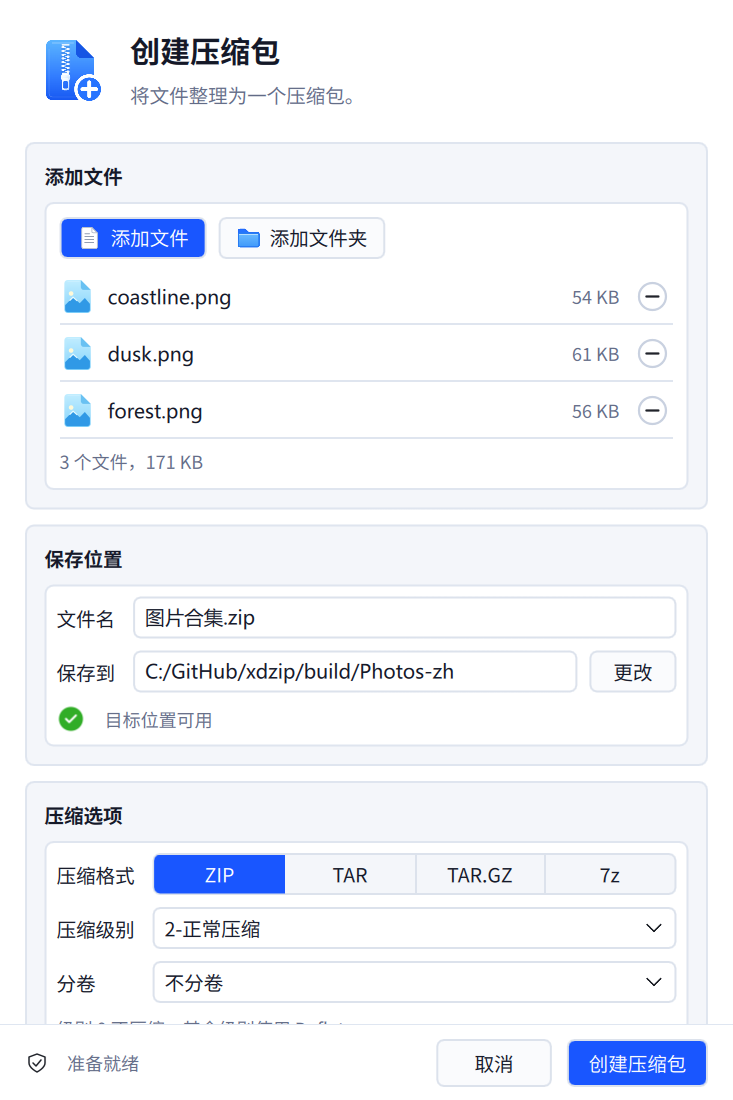 创建压缩包
将文件整理为一个压缩包。
添加文件
添加文件 添加文件夹
coastline.png 54 KB
dusk.png 61 KB
forest.png 56 KB
3 个文件，171 KB
保存位置
文件名 图片合集.zip
保存到 C:/GitHub/xdzip/build/Photos-zh 更改
目标位置可用
压缩选项
压缩格式 ZIP TAR TAR.GZ 7z
压缩级别 2-正常压缩
分卷 不分卷
准备就绪 取消 创建压缩包